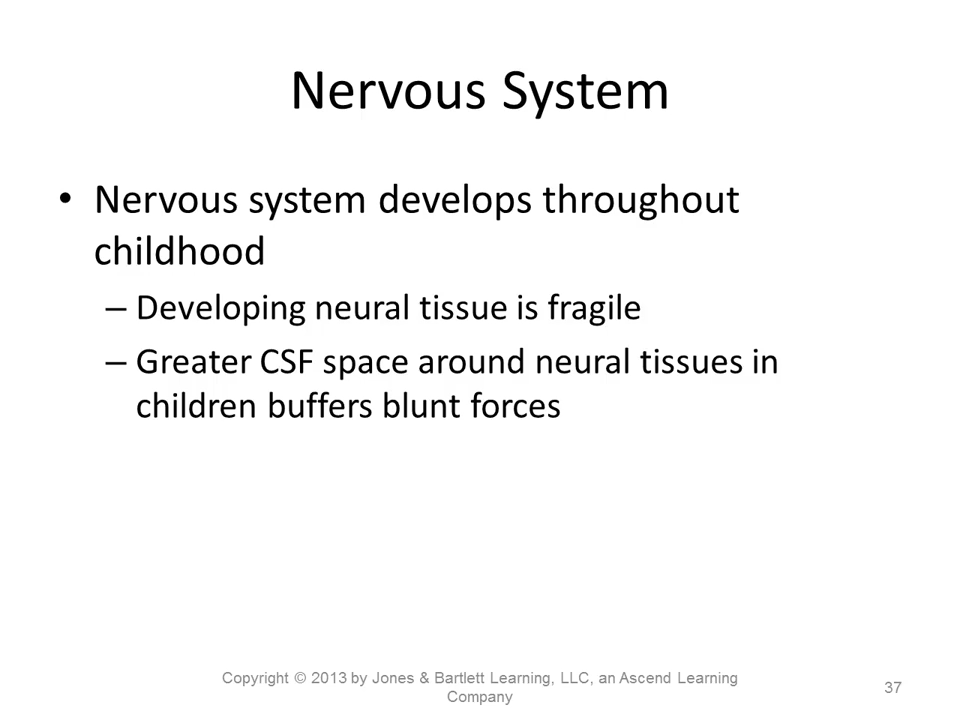 Nervous System
• Nervous system develops throughout
childhood
– Developing neural tissue is fragile
– Greater CSF space around neural tissues in
children buffers blunt forces
Copyright © 2013 by Jones & Bartlett Learning, LLC, an Ascend Learning
Company
37